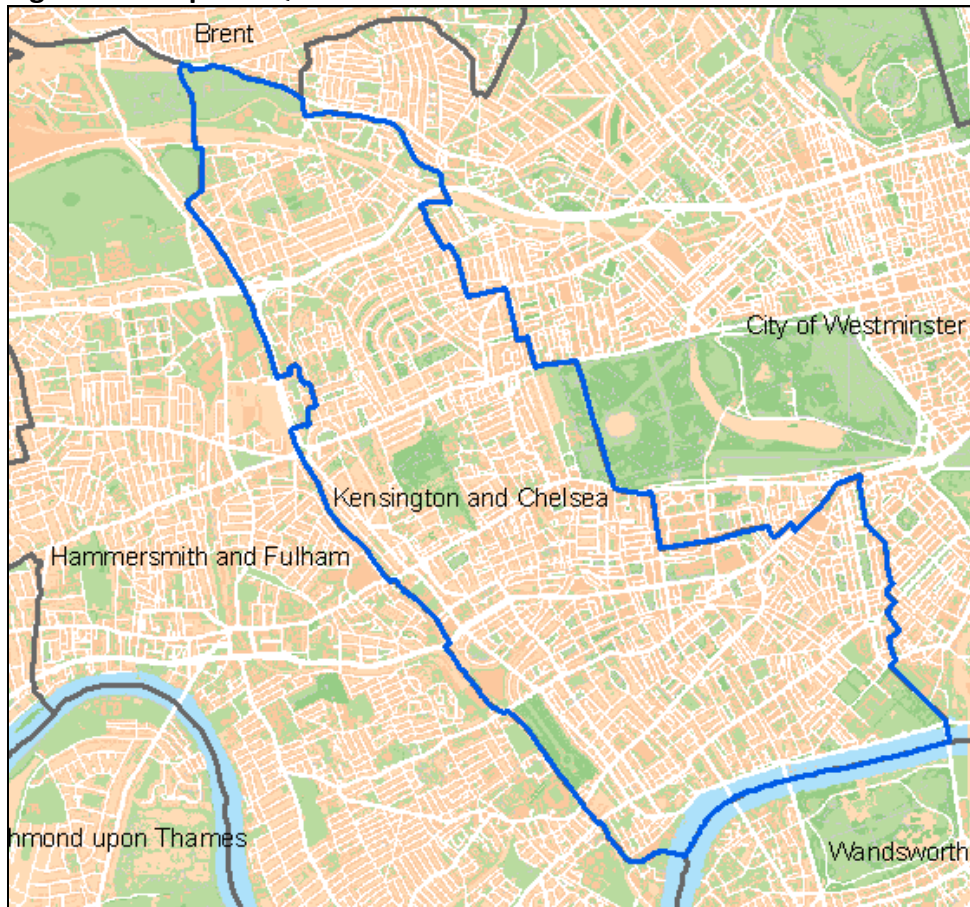 Brent
City of Westminster
Kensington and Chelsea
Hammersmith and Fulham
hmond upon Thames
Wandsworth